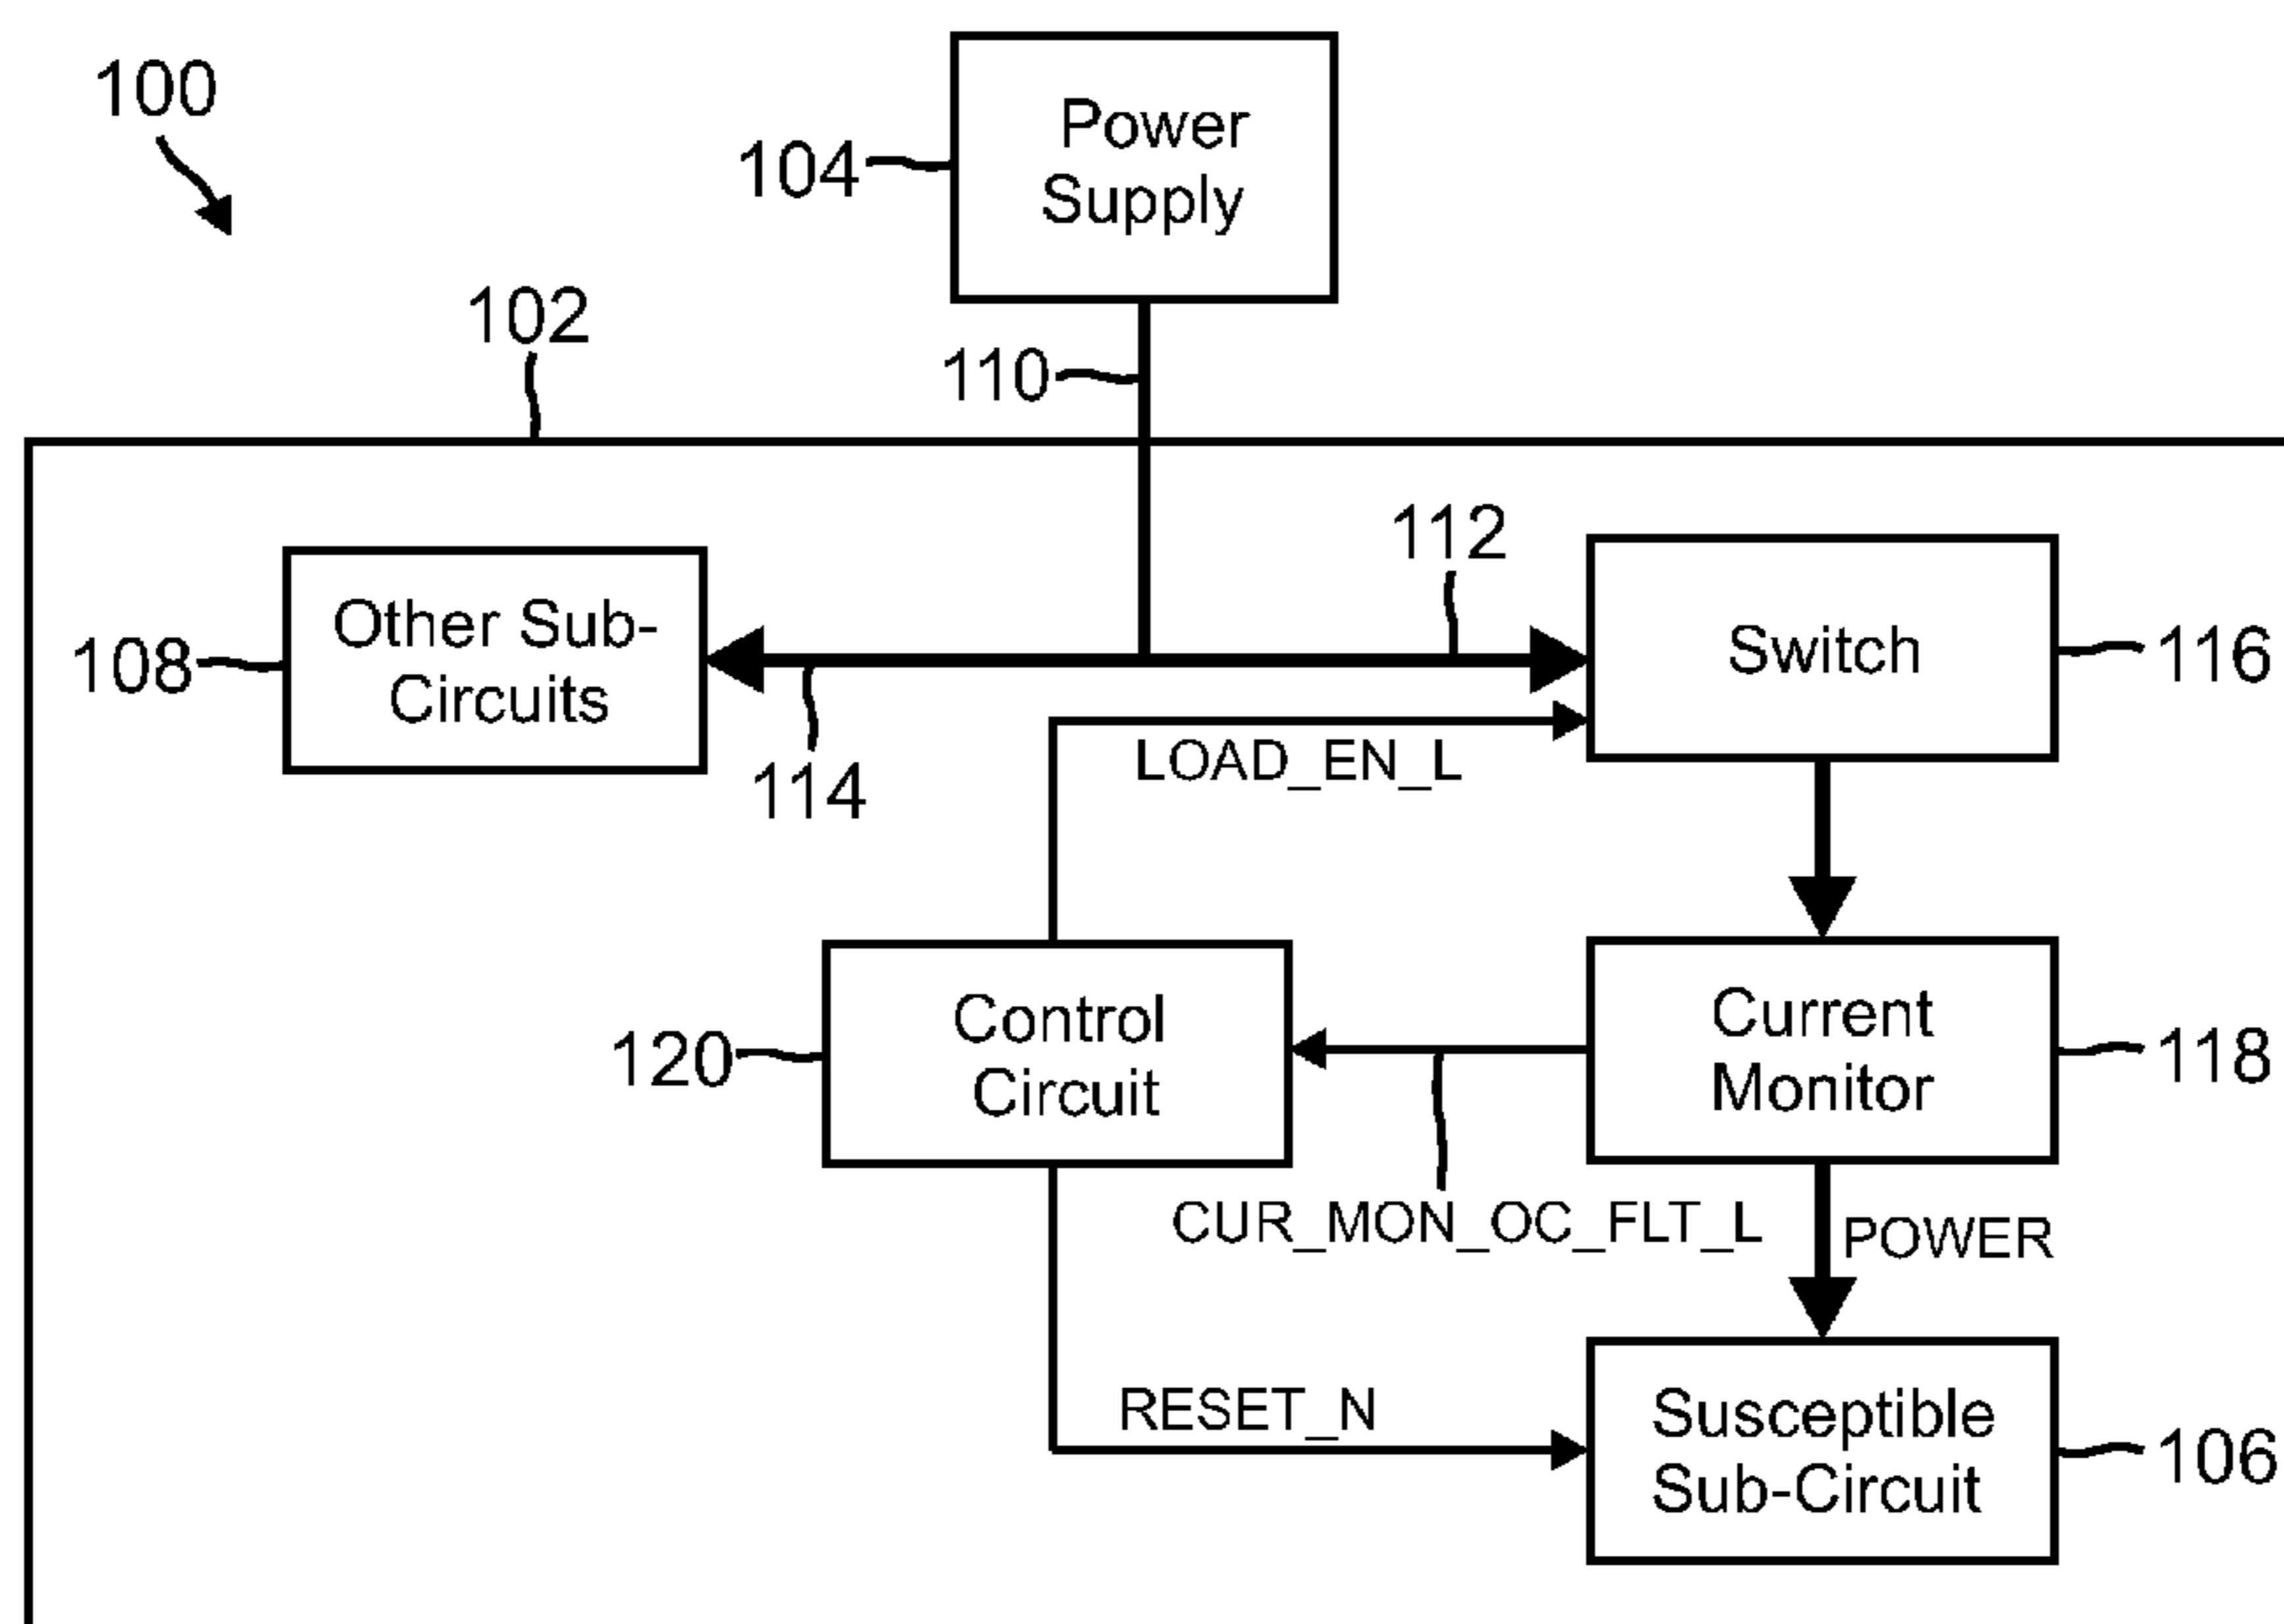 100
Power
Supply
104
102
110
112
Other Sub-
Circuits
108
Switch
116
114
LOAD_EN_L
Control
Circuit
120
Current
Monitor
118
CUR_MON_OC_FLT_L
POWER
RESET_N
Susceptible
Sub-Circuit
106